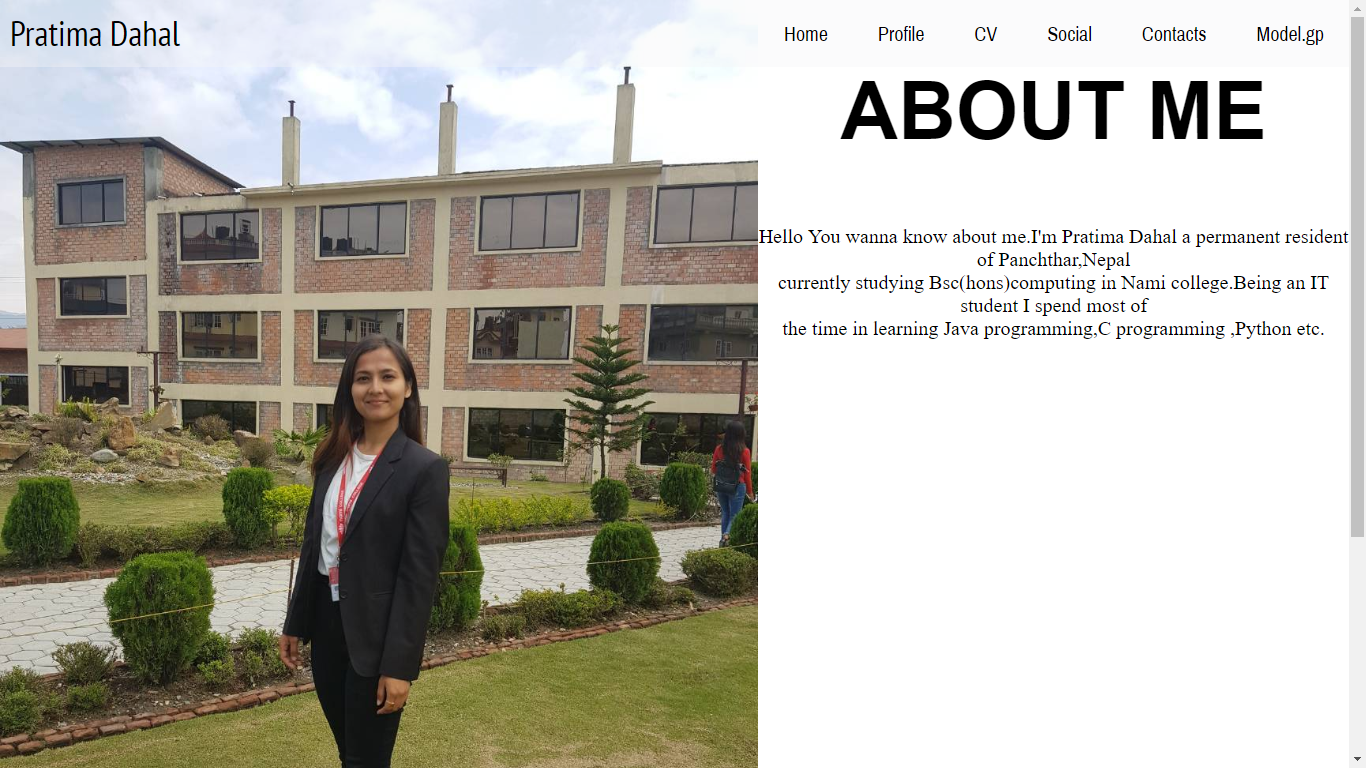 Pratima Dahal
Home Profile CV Social Contacts Model.gp
ABOUT ME
Hello You wanna know about me.I'm Pratima Dahal a permanent resident
of Panchthar,Nepal
currently studying Bsc(hons)computing in Nami college.Being an IT
student I spend most of
the time in learning Java programming,C programming ,Python etc.